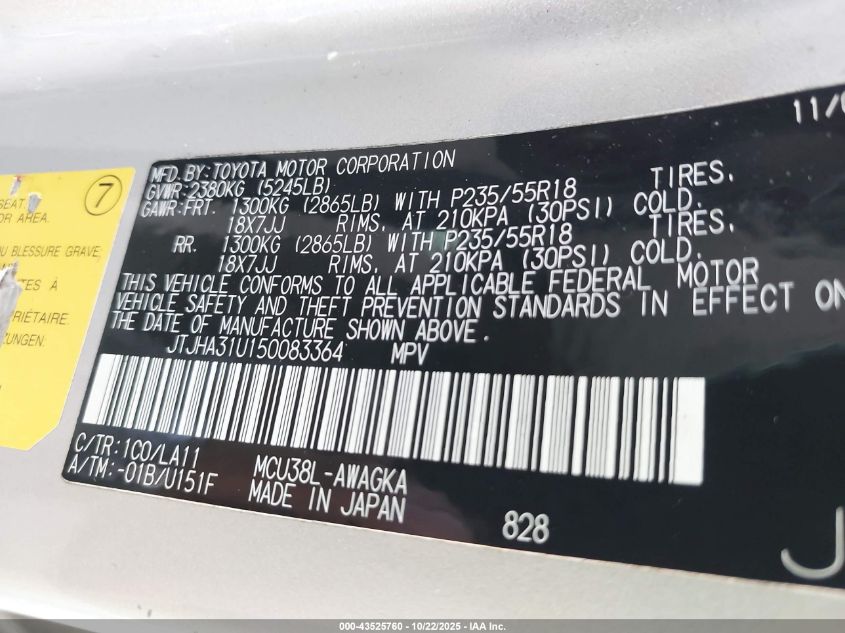 11/0
MFD. BY: TOYOTA MOTOR CORPORATION
GVWR: 2380KG (5245LB)
GAWR: FRT. 1300KG (2865LB) WITH P235/55R18 TIRES,
18X7JJ RIMS, AT 210KPA (30PSI) COLD.
RR. 1300KG (2865LB) WITH P235/55R18 TIRES,
18X7JJ RIMS, AT 210KPA (30PSI) COLD.
THIS VEHICLE CONFORMS TO ALL APPLICABLE FEDERAL MOTOR
VEHICLE SAFETY AND THEFT PREVENTION STANDARDS IN EFFECT ON
THE DATE OF MANUFACTURE SHOWN ABOVE.
JTJHA31U150083364 MPV
C/TR: 1C0/LA11
A/TM: -01B/U151F
MCU38L-AWAGKA
MADE IN JAPAN
828
J
7
SEAT.
OR AREA.
OU BLESSURE GRAVE,
TES À
PRIÉTAIRE.
ZUNGEN.
000-43525760 - 10/22/2025 - IAA Inc.